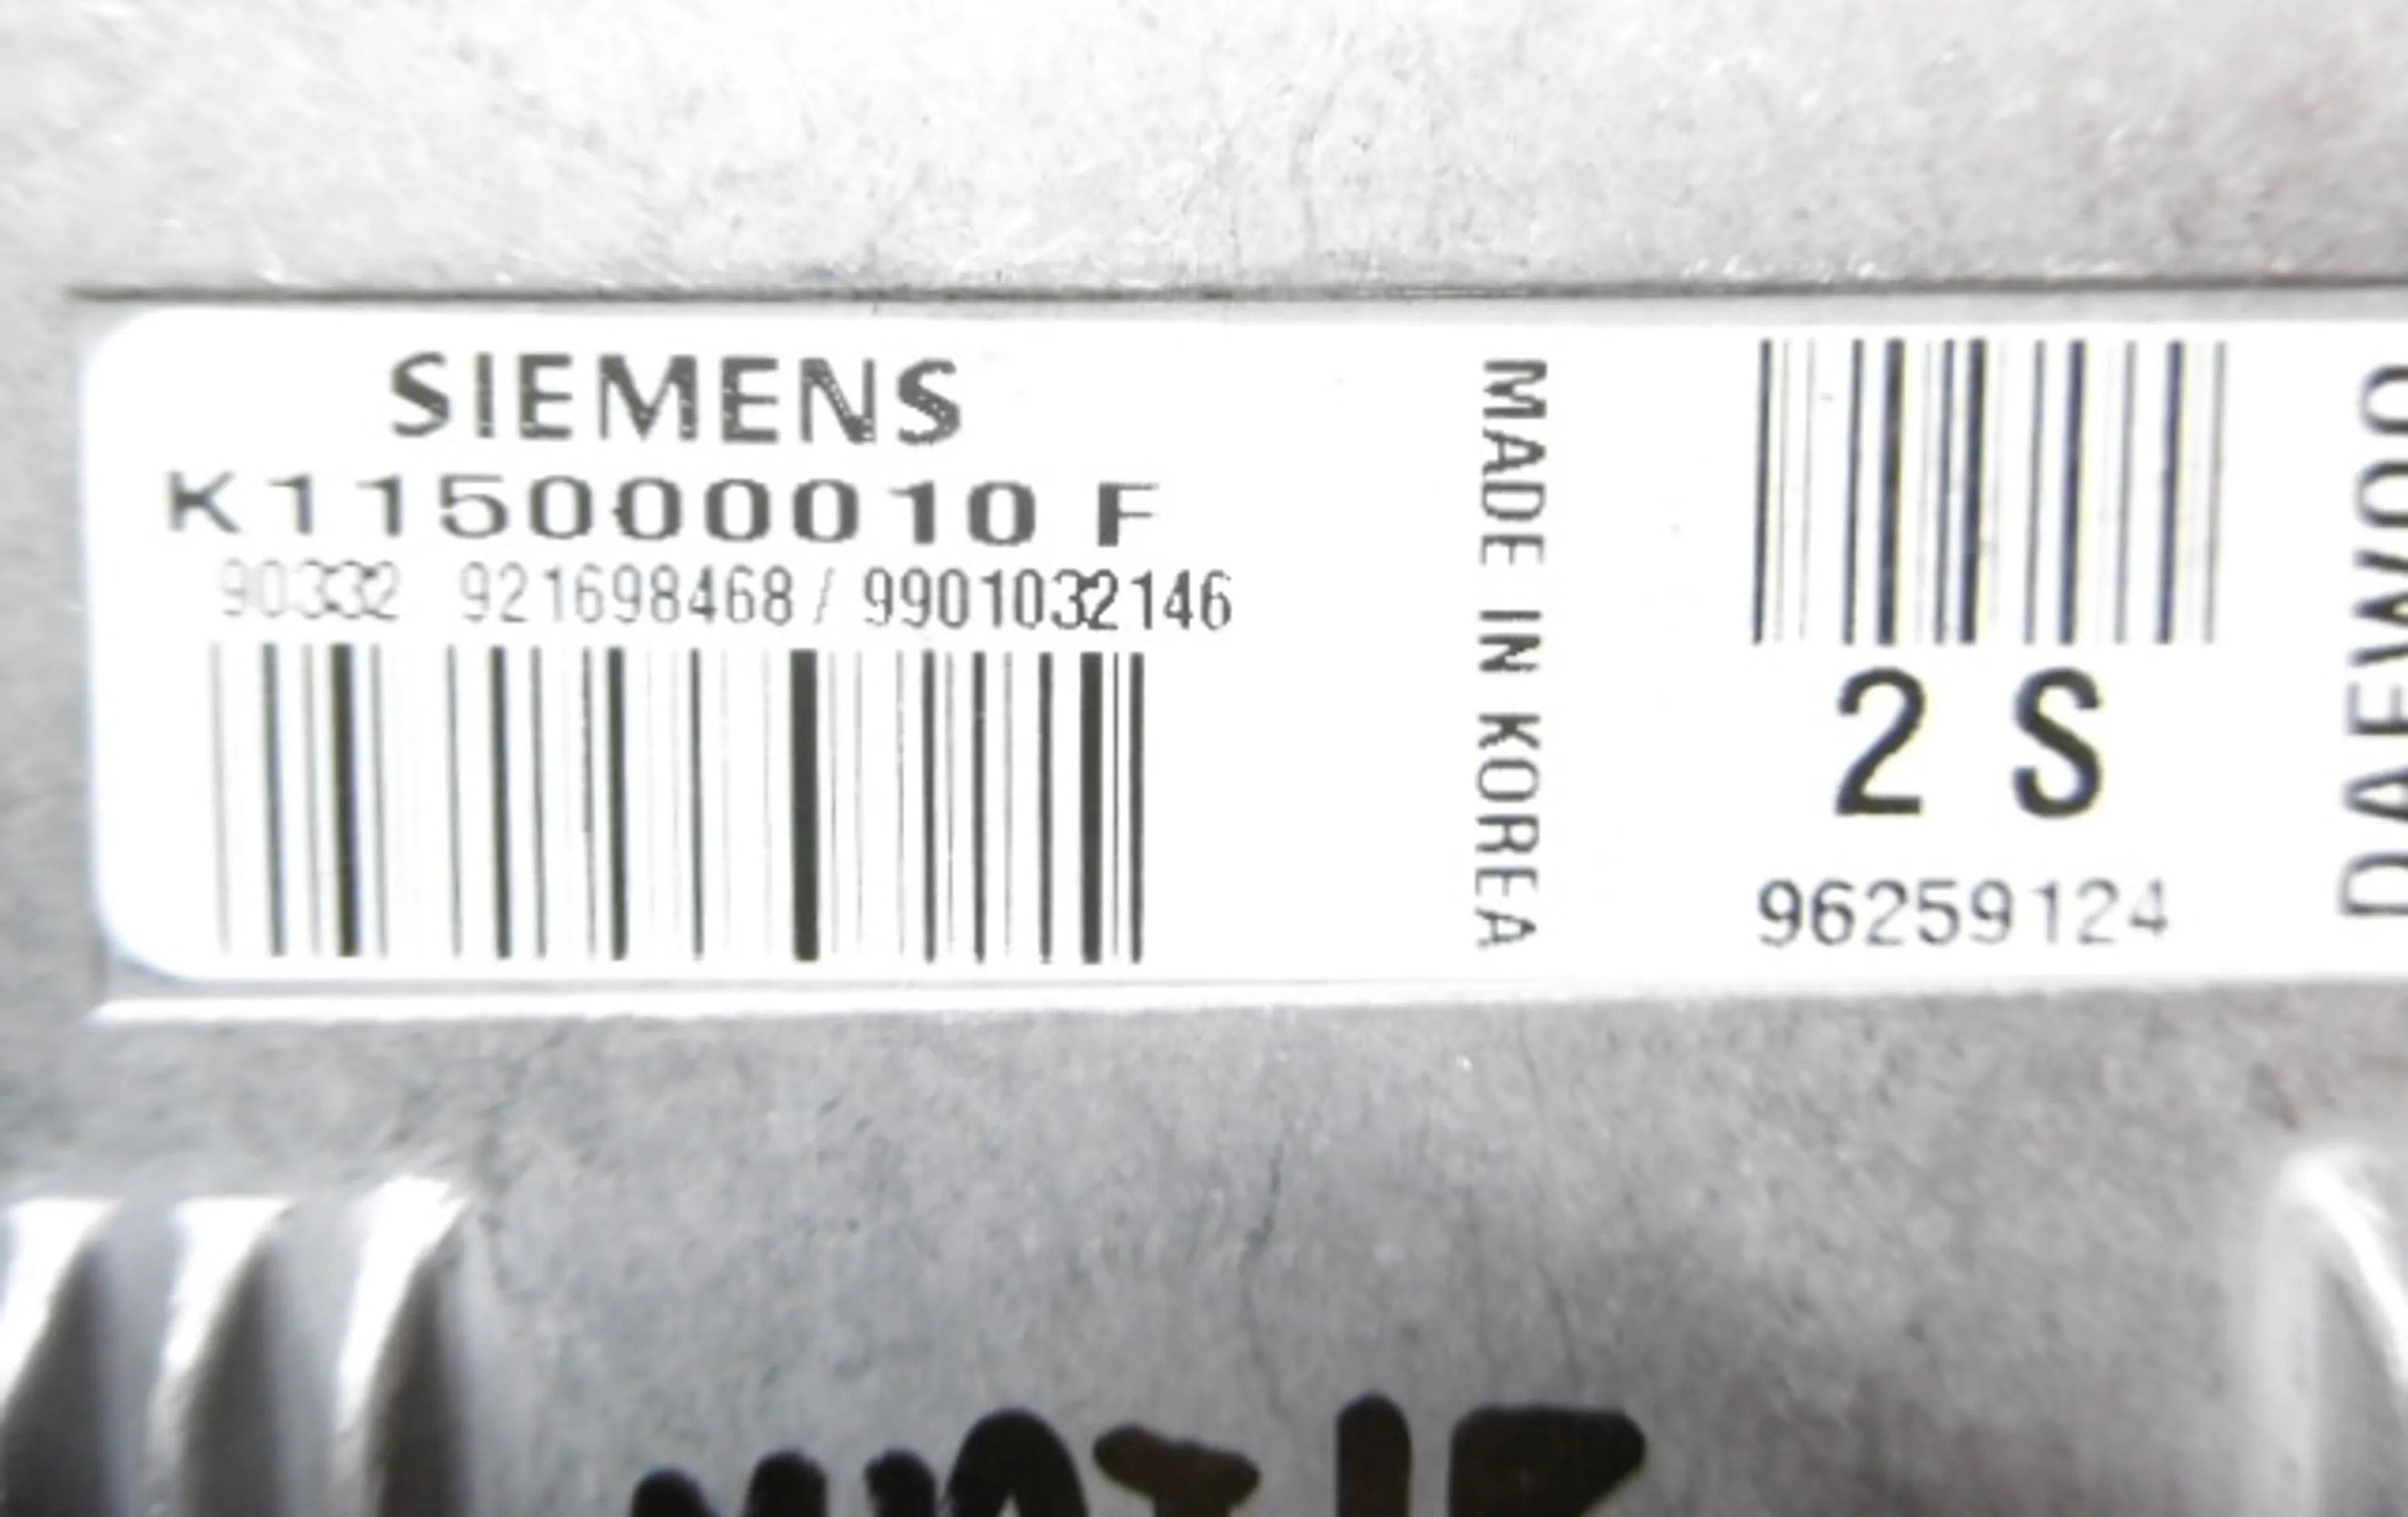 SIEMENS
K115000010 F
90332 921698468 / 9901032146
MADE IN KOREA
2 S
96259124
DAEWOO